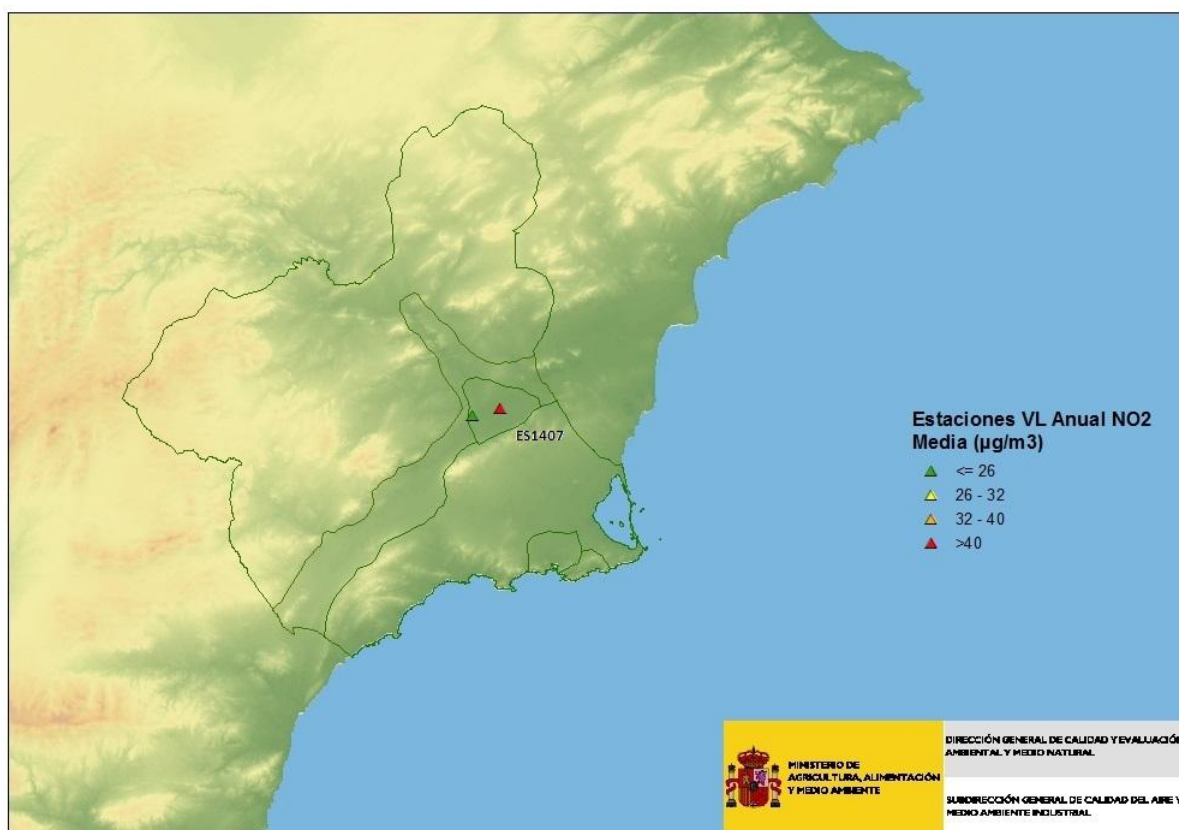 ES1407
Estaciones VL Anual NO2
Media (µg/m3)
<= 26
26 - 32
32 - 40
>40
MINISTERIO DE
AGRICULTURA, ALIMENTACIÓN
Y MEDIO AMBIENTE
DIRECCIÓN GENERAL DE CALIDAD Y EVALUACIÓN
AMBIENTAL Y MEDIO NATURAL
SUBDIRECCIÓN GENERAL DE CALIDAD DEL AIRE Y
MEDIO AMBIENTE INDUSTRIAL